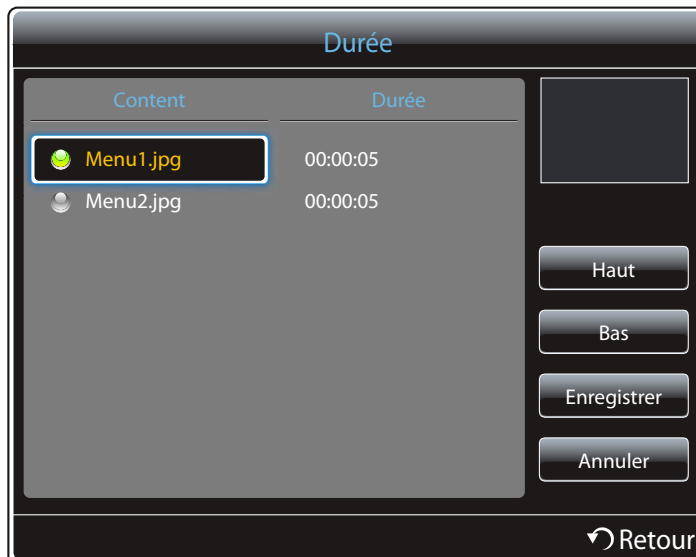 Durée
Content Durée
Menu1.jpg 00:00:05
Menu2.jpg 00:00:05
Haut
Bas
Enregistrer
Annuler
Retour